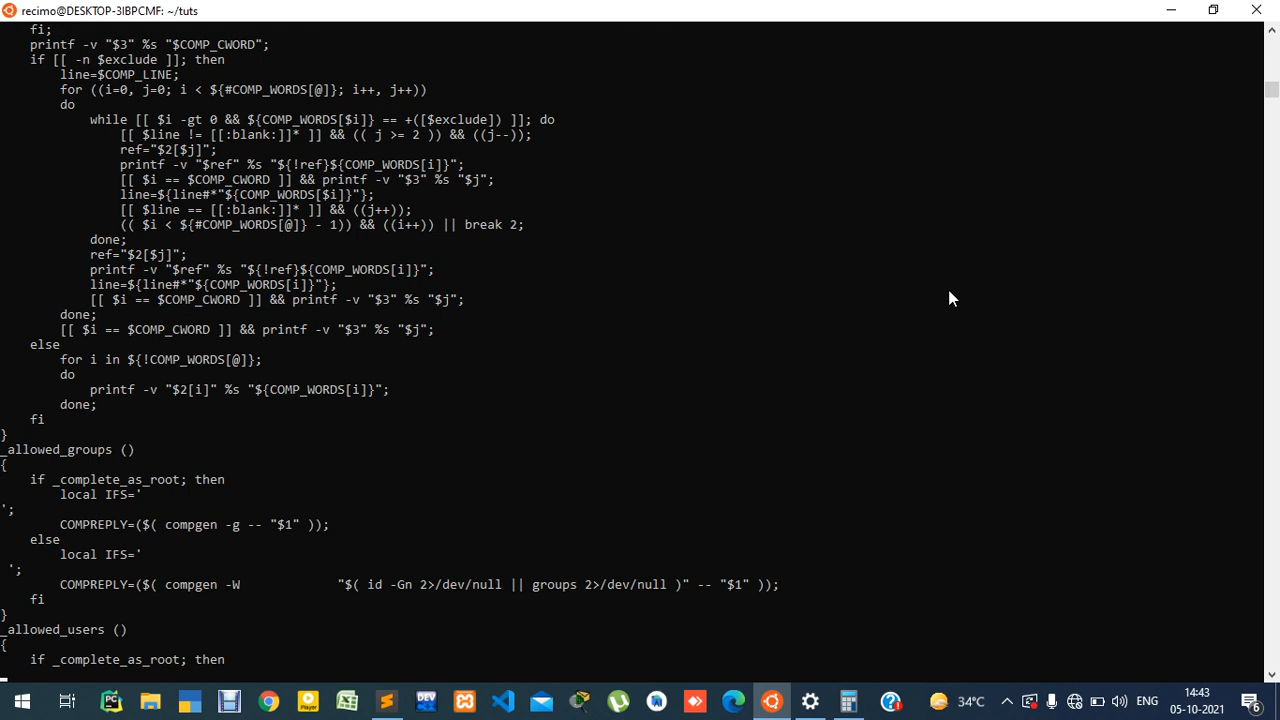 recimo@DESKTOP-3IBPCMF: ~/tuts
    fi;
    printf -v "$3" %s "$COMP_CWORD";
    if [[ -n $exclude ]]; then
        line=$COMP_LINE;
        for ((i=0, j=0; i < ${#COMP_WORDS[@]}; i++, j++))
        do
            while [[ $i -gt 0 && ${COMP_WORDS[$i]} == +([$exclude]) ]]; do
                [[ $line != [[:blank:]]* ]] && (( j >= 2 )) && ((j--));
                ref="$2[$j]";
                printf -v "$ref" %s "${!ref}${COMP_WORDS[i]}";
                [[ $i == $COMP_CWORD ]] && printf -v "$3" %s "$j";
                line=${line#*"${COMP_WORDS[$i]}"};
                [[ $line == [[:blank:]]* ]] && ((j++));
                (( $i < ${#COMP_WORDS[@]} - 1)) && ((i++)) || break 2;
            done;
            ref="$2[$j]";
            printf -v "$ref" %s "${!ref}${COMP_WORDS[i]}";
            line=${line#*"${COMP_WORDS[i]}"};
            [[ $i == $COMP_CWORD ]] && printf -v "$3" %s "$j";
        done;
        [[ $i == $COMP_CWORD ]] && printf -v "$3" %s "$j";
    else
        for i in ${!COMP_WORDS[@]};
        do
            printf -v "$2[i]" %s "${COMP_WORDS[i]}";
        done;
    fi
}
_allowed_groups ()
{
    if _complete_as_root; then
        local IFS='
';
        COMPREPLY=($( compgen -g -- "$1" ));
    else
        local IFS='
 ';
        COMPREPLY=($( compgen -W             "$( id -Gn 2>/dev/null || groups 2>/dev/null )" -- "$1" ));
    fi
}
_allowed_users ()
{
    if _complete_as_root; then
PC
Player
DEV
34°C
ENG
14:43
05-10-2021
6